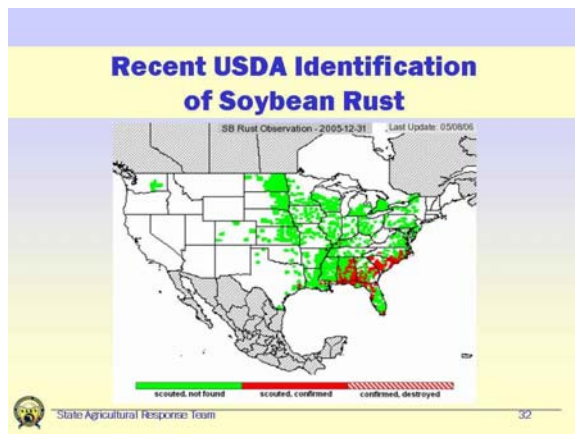 Recent USDA Identification
of Soybean Rust
SB Rust Observation - 2005-12-31 Last Update: 05/08/06
scouted, not found scouted, confirmed confirmed, destroyed
State Agricultural Response Team 32